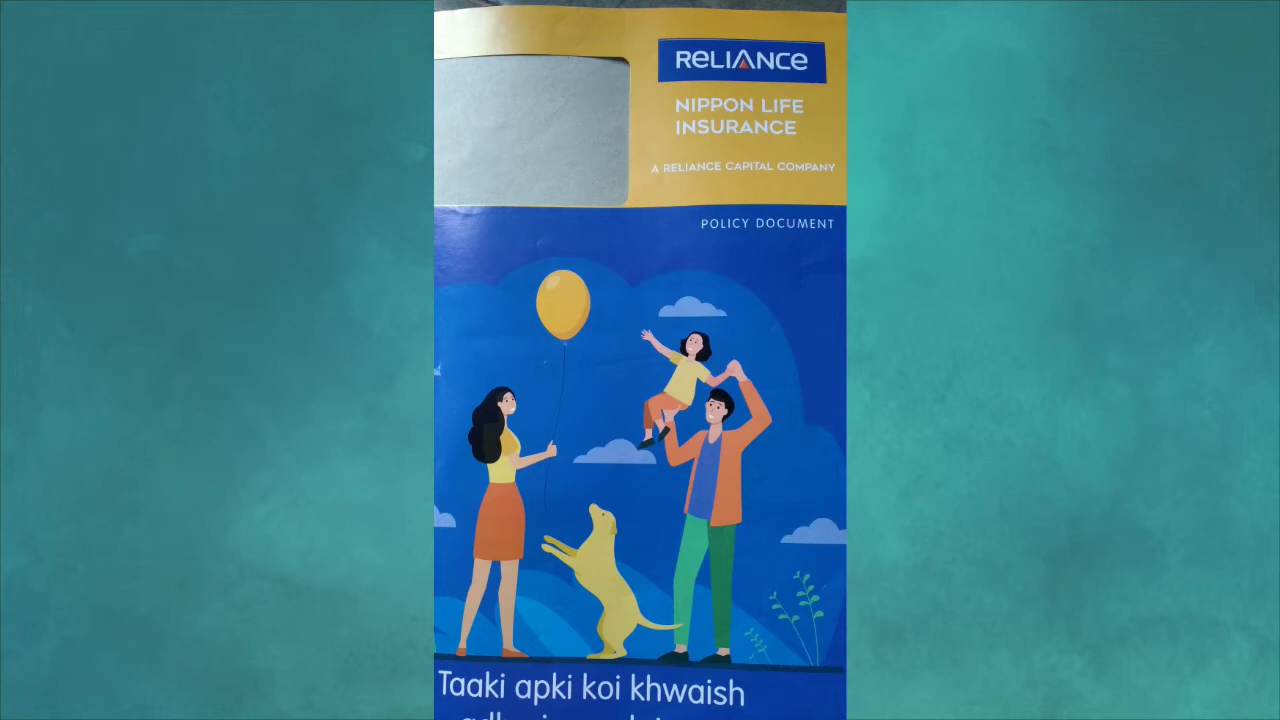 RELIANCE
NIPPON LIFE
INSURANCE
A RELIANCE CAPITAL COMPANY
POLICY DOCUMENT
Taaki apki koi khwaish